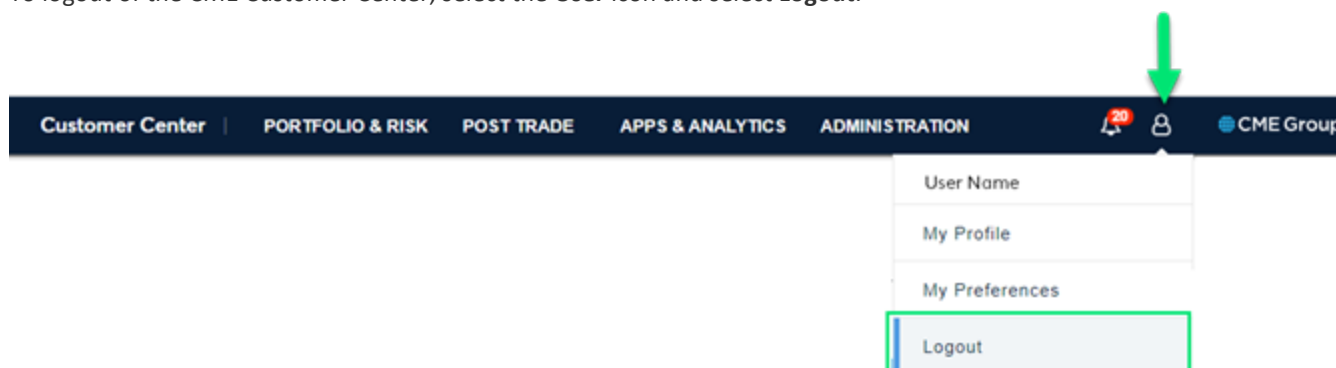 To logout of the CME Customer Center, select the User icon and select Logout.
Customer Center | PORTFOLIO & RISK POST TRADE APPS & ANALYTICS ADMINISTRATION 20 CME Group
User Name
My Profile
My Preferences
Logout